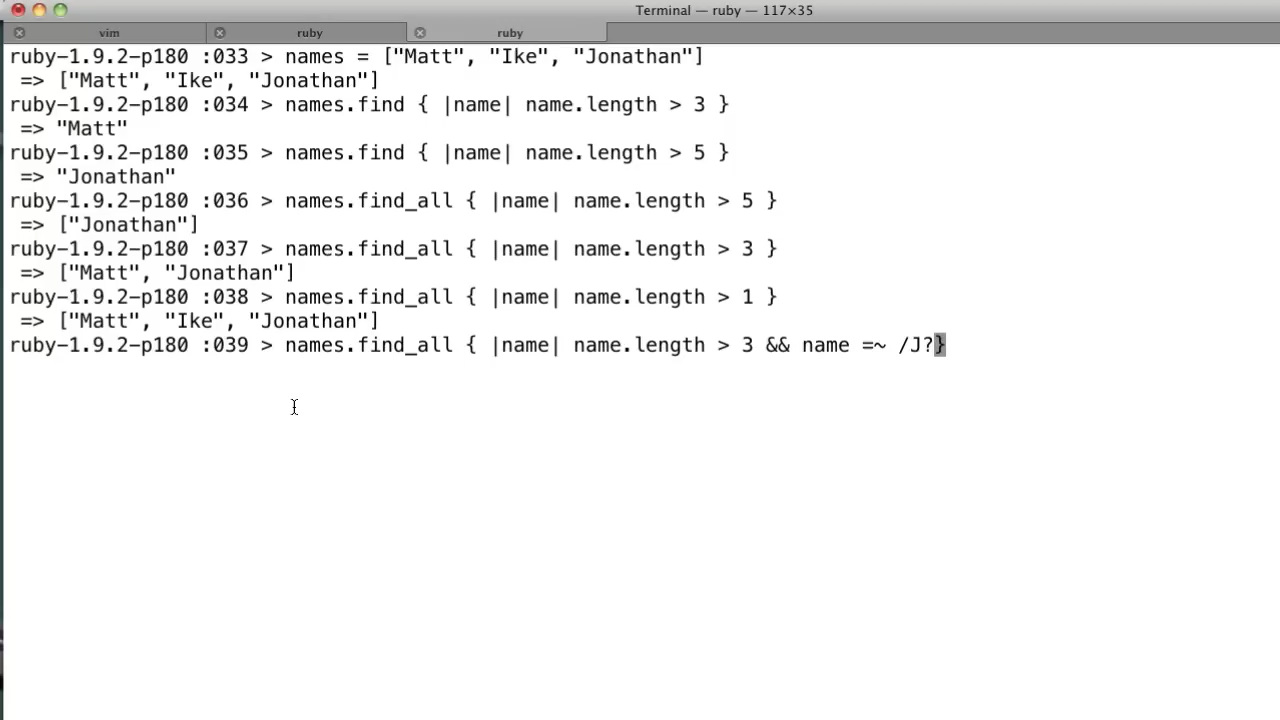 Terminal — ruby — 117×35
vim ruby ruby
ruby-1.9.2-p180 :033 > names = ["Matt", "Ike", "Jonathan"]
=> ["Matt", "Ike", "Jonathan"]
ruby-1.9.2-p180 :034 > names.find { |name| name.length > 3 }
=> "Matt"
ruby-1.9.2-p180 :035 > names.find { |name| name.length > 5 }
=> "Jonathan"
ruby-1.9.2-p180 :036 > names.find_all { |name| name.length > 5 }
=> ["Jonathan"]
ruby-1.9.2-p180 :037 > names.find_all { |name| name.length > 3 }
=> ["Matt", "Jonathan"]
ruby-1.9.2-p180 :038 > names.find_all { |name| name.length > 1 }
=> ["Matt", "Ike", "Jonathan"]
ruby-1.9.2-p180 :039 > names.find_all { |name| name.length > 3 && name =~ /J?}